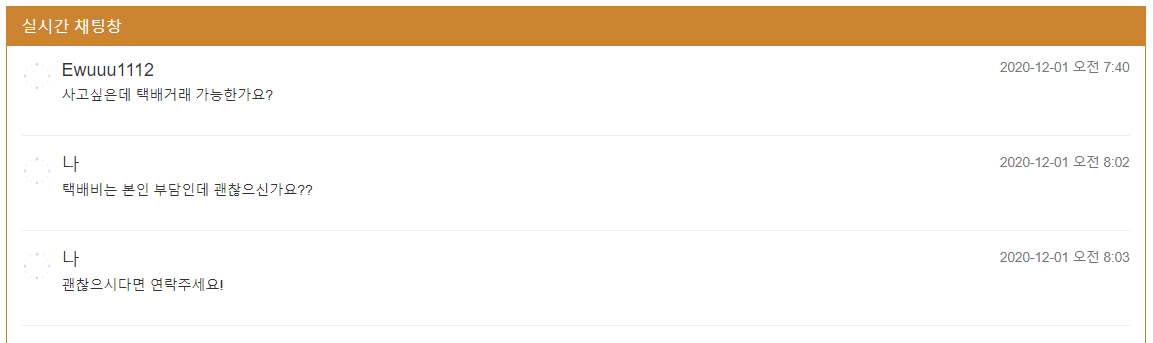 실시간 채팅창
Ewuuu1112 2020-12-01 오전 7:40
사고싶은데 택배거래 가능한가요?
나 2020-12-01 오전 8:02
택배비는 본인 부담인데 괜찮으신가요??
나 2020-12-01 오전 8:03
괜찮으시다면 연락주세요!